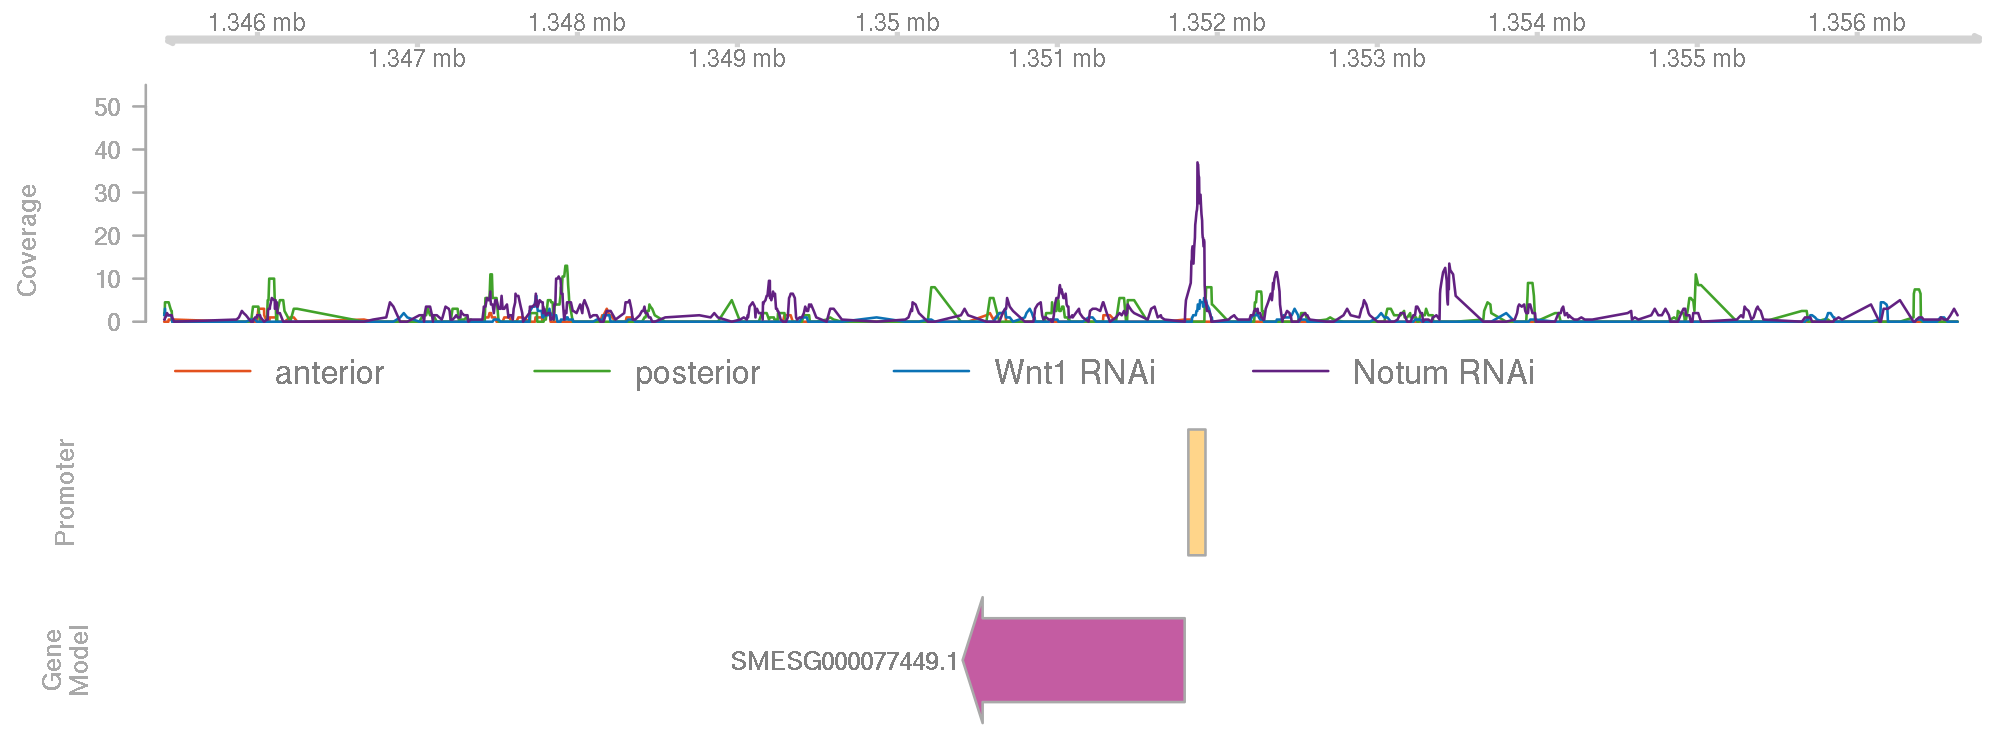 1.346 mb 1.348 mb 1.35 mb 1.352 mb 1.354 mb 1.356 mb
1.347 mb 1.349 mb 1.351 mb 1.353 mb 1.355 mb
Coverage
50
40
30
20
10
0
anterior posterior Wnt1 RNAi Notum RNAi
Promoter
Gene
Model
SMESG000077449.1